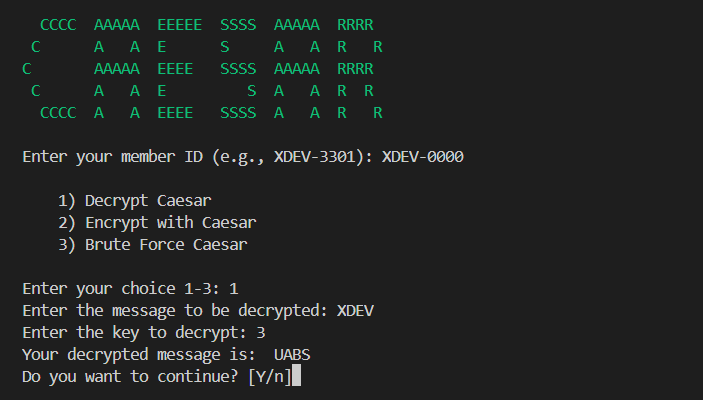 CCCC  AAAAA  EEEEE  SSSS  AAAAA  RRRR
 C      A   A  E      S     A   A  R   R
C       AAAAA  EEEE   SSSS  AAAAA  RRRR
 C      A   A  E         S  A   A  R  R
  CCCC  A   A  EEEE   SSSS  A   A  R   R
Enter your member ID (e.g., XDEV-3301): XDEV-0000
1) Decrypt Caesar
2) Encrypt with Caesar
3) Brute Force Caesar
Enter your choice 1-3: 1
Enter the message to be decrypted: XDEV
Enter the key to decrypt: 3
Your decrypted message is:  UABS
Do you want to continue? [Y/n]